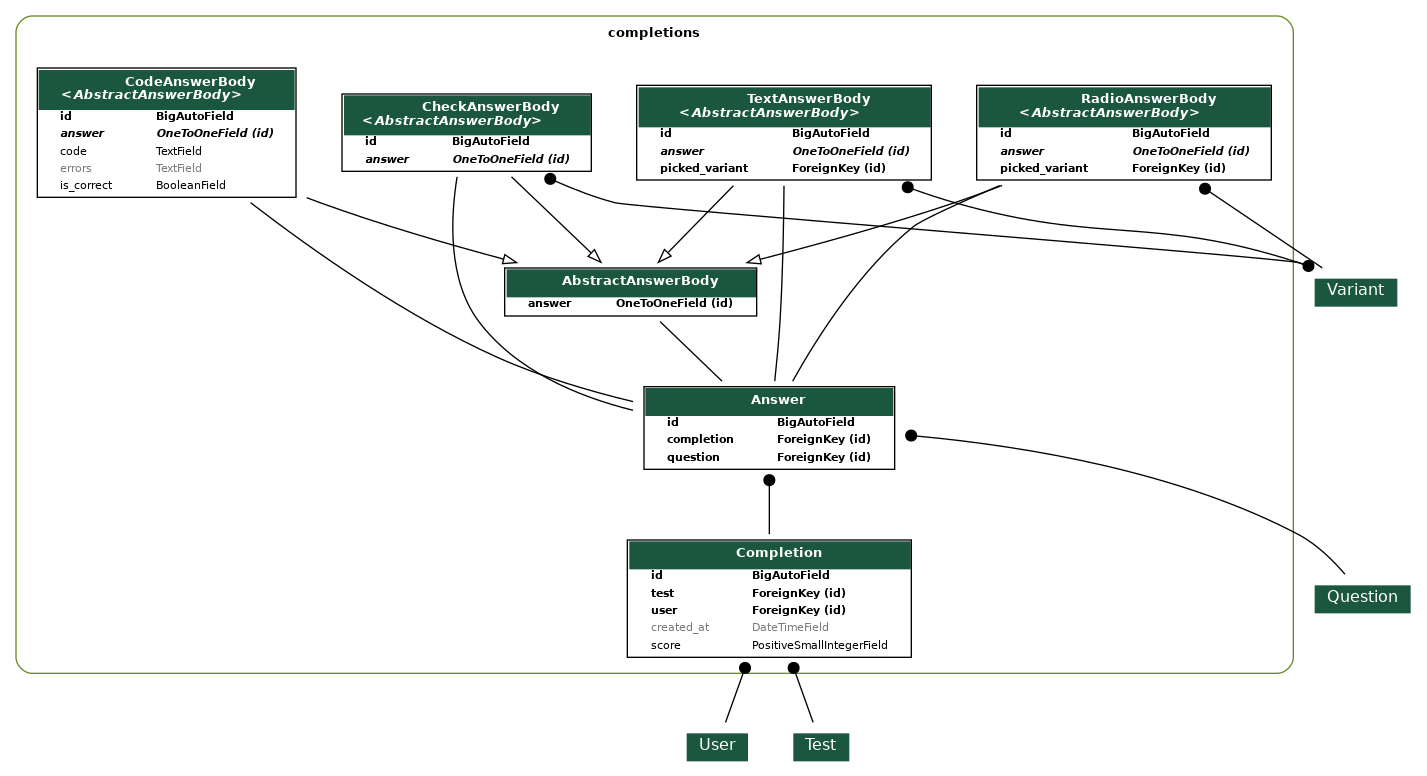 completions
CodeAnswerBody
<AbstractAnswerBody>
id BigAutoField
answer OneToOneField (id)
code TextField
errors TextField
is_correct BooleanField
CheckAnswerBody
<AbstractAnswerBody>
id BigAutoField
answer OneToOneField (id)
TextAnswerBody
<AbstractAnswerBody>
id BigAutoField
answer OneToOneField (id)
picked_variant ForeignKey (id)
RadioAnswerBody
<AbstractAnswerBody>
id BigAutoField
answer OneToOneField (id)
picked_variant ForeignKey (id)
AbstractAnswerBody
answer OneToOneField (id)
Variant
Answer
id BigAutoField
completion ForeignKey (id)
question ForeignKey (id)
Completion
id BigAutoField
test ForeignKey (id)
user ForeignKey (id)
created_at DateTimeField
score PositiveSmallIntegerField
Question
User
Test